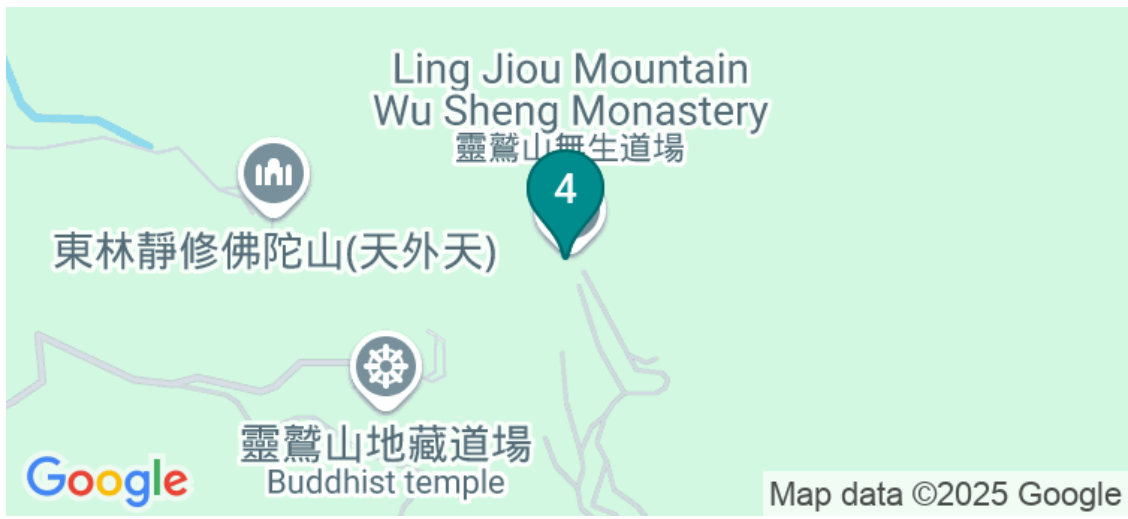 Ling Jiou Mountain
Wu Sheng Monastery
靈鷲山無生道場
4
東林靜修佛陀山(天外天)
靈鷲山地藏道場
Buddhist temple
Google
Map data ©2025 Google